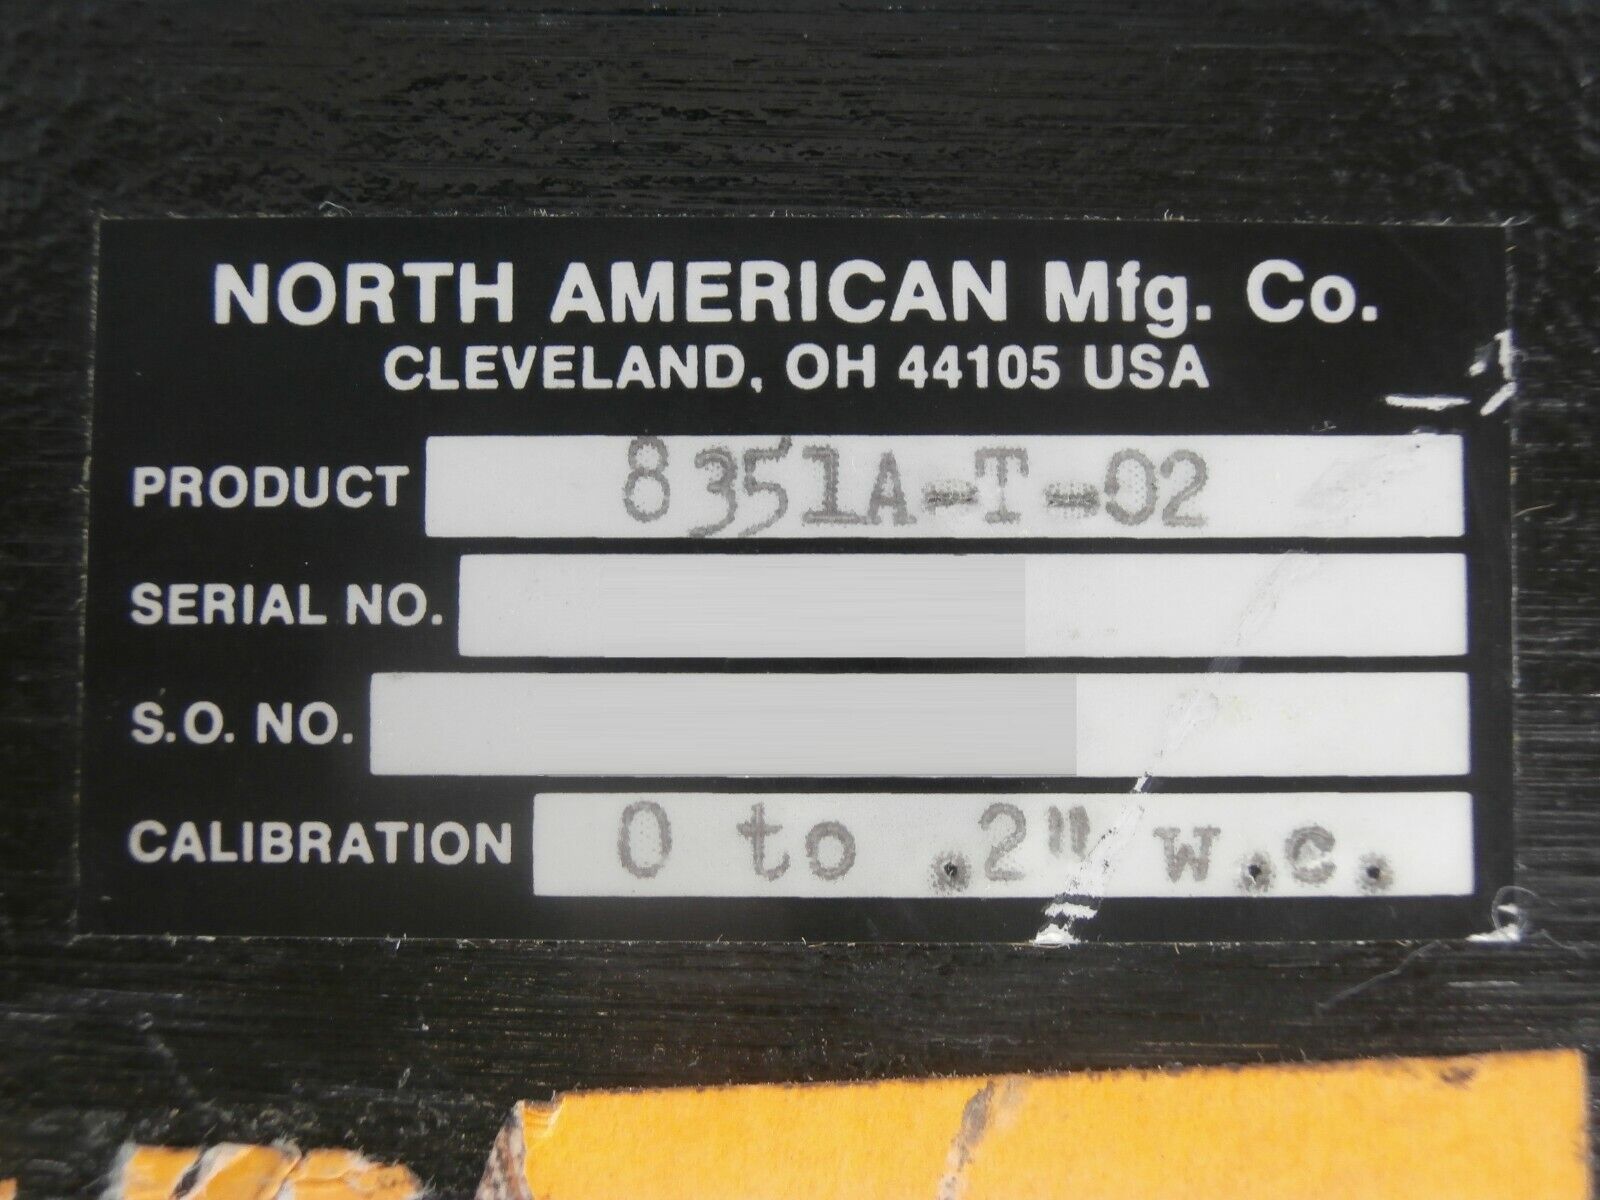 NORTH AMERICAN Mfg. Co.
CLEVELAND, OH 44105 USA
PRODUCT 8351A-T-02
SERIAL NO.
S.O. NO.
CALIBRATION 0 to .2" w.c.